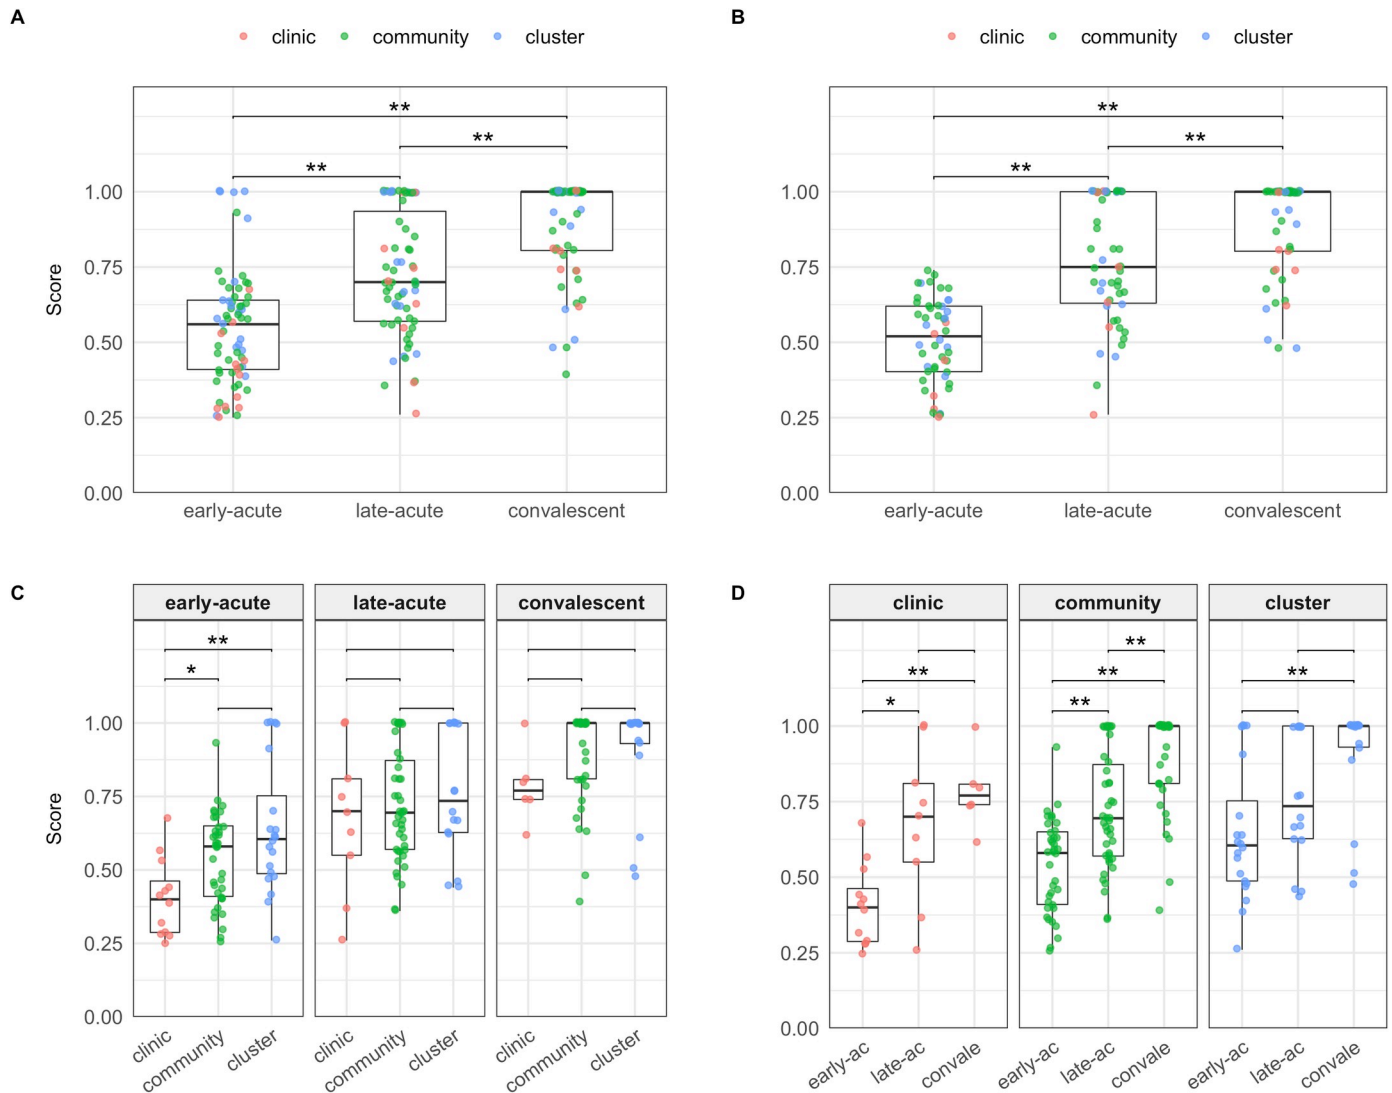 A
clinic community cluster
**
**
**
Score
1.00
0.75
0.50
0.25
0.00
early-acute late-acute convalescent
B
clinic community cluster
**
**
**
1.00
0.75
0.50
0.25
0.00
early-acute late-acute convalescent
C
early-acute late-acute convalescent
**
*
Score
1.00
0.75
0.50
0.25
0.00
clinic community cluster clinic community cluster clinic community cluster
D
clinic community cluster
**
** ** **
* **
1.00
0.75
0.50
0.25
0.00
early-ac late-ac convale early-ac late-ac convale early-ac late-ac convale